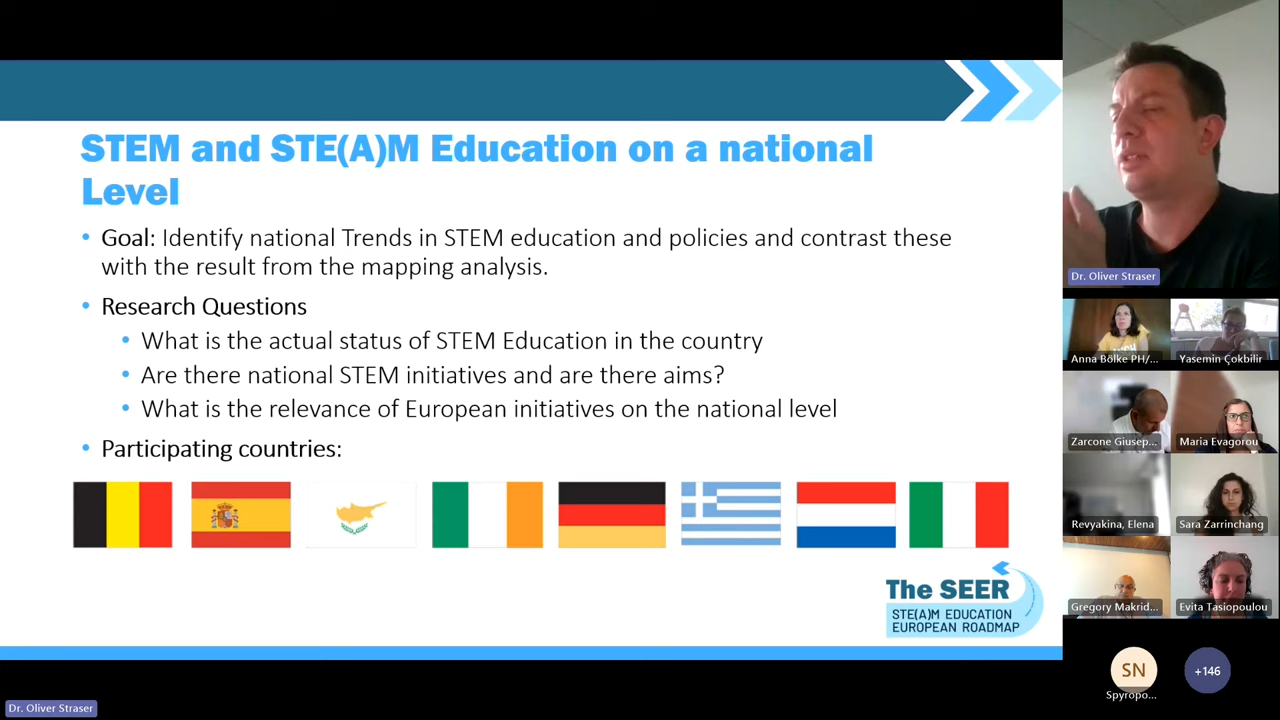 STEM and STE(A)M Education on a national
Level
• Goal: Identify national Trends in STEM education and policies and contrast these
with the result from the mapping analysis.
• Research Questions
• What is the actual status of STEM Education in the country
• Are there national STEM initiatives and are there aims?
• What is the relevance of European initiatives on the national level
• Participating countries:
The SEER
STE(A)M EDUCATION
EUROPEAN ROADMAP
Dr. Oliver Straser
Anna Bölke PH/...
Yasemin Çokbilir
Zarcone Giusep...
Maria Evagorou
Revyakina, Elena
Sara Zarrinchang
Gregory Makrid...
Evita Tasiopoulou
SN
+146
Spyropo...
Dr. Oliver Straser